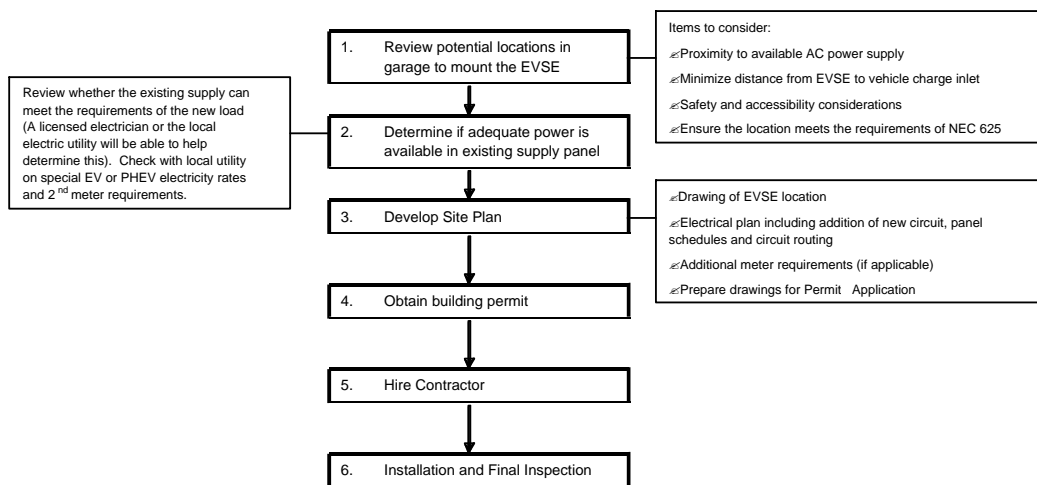 1. Review potential locations in
garage to mount the EVSE
Items to consider:
Proximity to available AC power supply
Minimize distance from EVSE to vehicle charge inlet
Safety and accessibility considerations
Ensure the location meets the requirements of NEC 625
Review whether the existing supply can
meet the requirements of the new load
(A licensed electrician or the local
electric utility will be able to help
determine this). Check with local utility
on special EV or PHEV electricity rates
and 2nd meter requirements.
2. Determine if adequate power is
available in existing supply panel
3. Develop Site Plan
Drawing of EVSE location
Electrical plan including addition of new circuit, panel
schedules and circuit routing
Additional meter requirements (if applicable)
Prepare drawings for Permit Application
4. Obtain building permit
5. Hire Contractor
6. Installation and Final Inspection